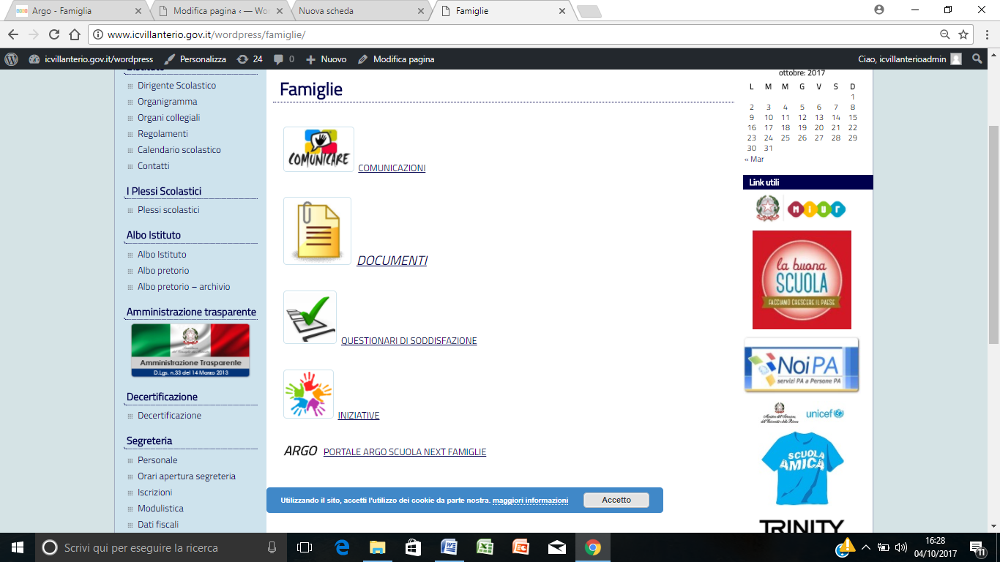 Argo - Famiglia
Modifica pagina ‹ — Wo
Nuova scheda
Famiglie
www.icvillanterio.gov.it/wordpress/famiglie/
icvillanterio.gov.it/wordpress
Personalizza
24
0
Nuovo
Modifica pagina
Ciao, icvillanterioadmin
Dirigente Scolastico
Organigramma
Organi collegiali
Regolamenti
Calendario scolastico
Contatti
I Plessi Scolastici
Plessi scolastici
Albo Istituto
Albo Istituto
Albo pretorio
Albo pretorio – archivio
Amministrazione trasparente
Amministrazione Trasparente
D.Lgs. n.33 del 14 Marzo 2013
Decertificazione
Decertificazione
Segreteria
Personale
Orari apertura segreteria
Iscrizioni
Modulistica
Dati fiscali
Famiglie
COMUNICARE
COMUNICAZIONI
DOCUMENTI
QUESTIONARI DI SODDISFAZIONE
INIZIATIVE
ARGO PORTALE ARGO SCUOLA NEXT FAMIGLIE
Utilizzando il sito, accetti l'utilizzo dei cookie da parte nostra. maggiori informazioni
Accetto
ottobre: 2017
L M M G V S D
1
2 3 4 5 6 7 8
9 10 11 12 13 14 15
16 17 18 19 20 21 22
23 24 25 26 27 28 29
30 31
« Mar
Link utili
miur
la buona
SCUOLA
FACCIAMO CRESCERE IL PAESE
NoiPA
servizi PA a Persone PA
unicef
SCUOLA
AMICA
TRINITY
Scrivi qui per eseguire la ricerca
16:28
04/10/2017
11